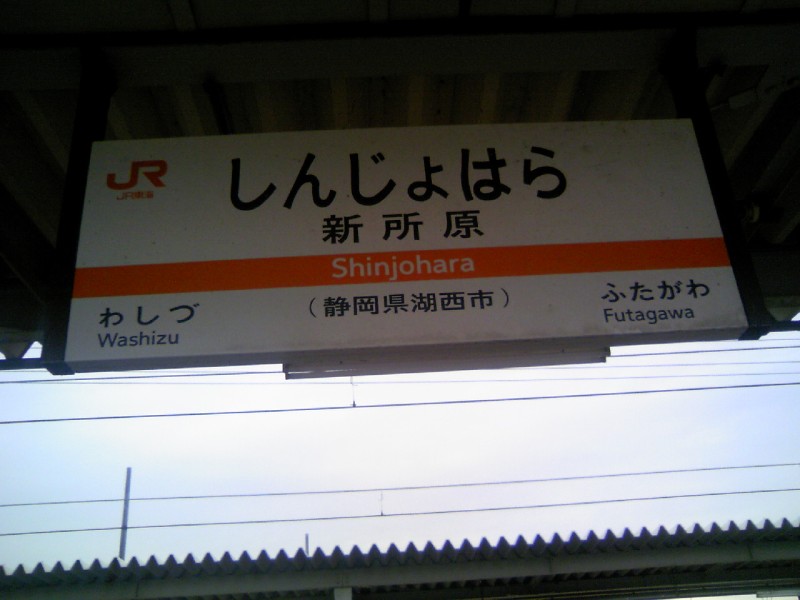 JR
JR東海
しんじょはら
新所原
Shinjohara
(静岡県湖西市)
わしづ
Washizu
ふたがわ
Futagawa